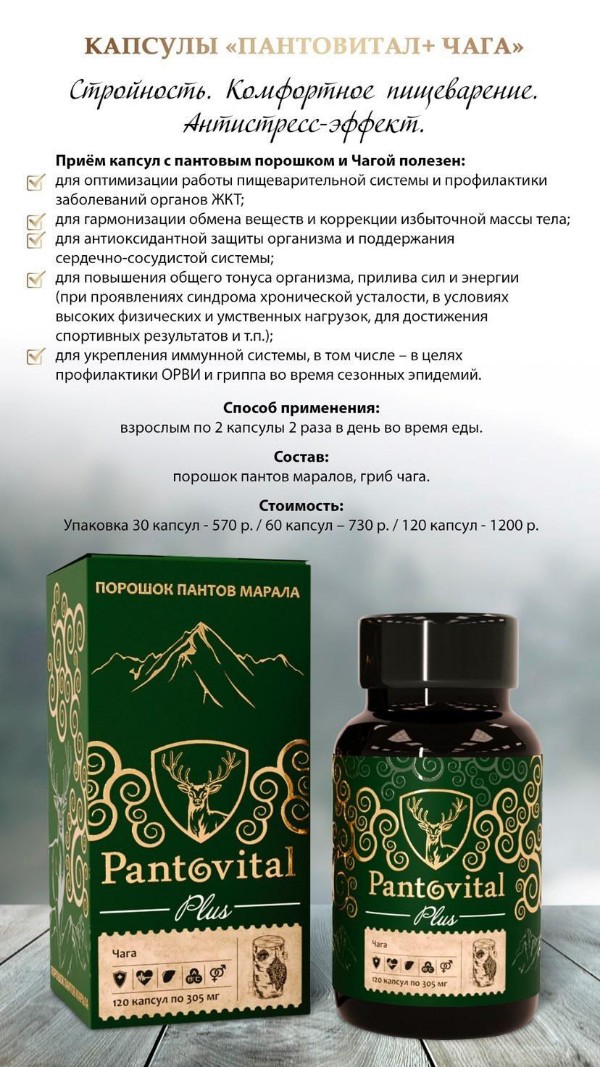 КАПСУЛЫ «ПАНТОВИТАЛ+ ЧАГА»
Стройность. Комфортное пищеварение.
Антистресс-эффект.
Приём капсул с пантовым порошком и Чагой полезен:
для оптимизации работы пищеварительной системы и профилактики
заболеваний органов ЖКТ;
для гармонизации обмена веществ и коррекции избыточной массы тела;
для антиоксидантной защиты организма и поддержания
сердечно-сосудистой системы;
для повышения общего тонуса организма, прилива сил и энергии
(при проявлениях синдрома хронической усталости, в условиях
высоких физических и умственных нагрузок, для достижения
спортивных результатов и т.п.);
для укрепления иммунной системы, в том числе – в целях
профилактики ОРВИ и гриппа во время сезонных эпидемий.
Способ применения:
взрослым по 2 капсулы 2 раза в день во время еды.
Состав:
порошок пантов маралов, гриб чага.
Стоимость:
Упаковка 30 капсул - 570 р. / 60 капсул – 730 р. / 120 капсул - 1200 р.
ПОРОШОК ПАНТОВ МАРАЛА
Pantovital
Plus
Чага
120 капсул по 305 мг
ПОРОШОК ПАНТОВ МАРАЛА
Pantovital
Plus
Чага
120 капсул по 305 мг